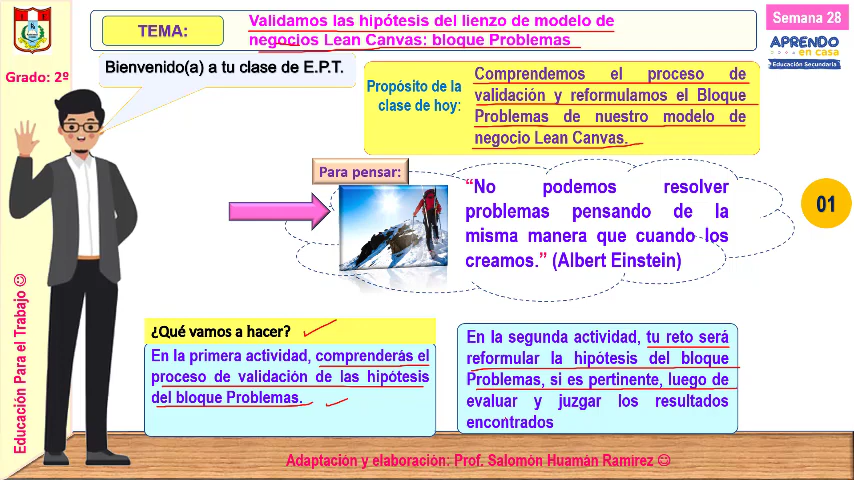 TEMA:
Validamos las hipótesis del lienzo de modelo de
negocios Lean Canvas: bloque Problemas
Semana 28
APRENDO
en casa
Educación Secundaria
Grado: 2º
Bienvenido(a) a tu clase de E.P.T.
Propósito de la
clase de hoy:
Comprendemos el proceso de
validación y reformulamos el Bloque
Problemas de nuestro modelo de
negocio Lean Canvas.
Para pensar:
“No podemos resolver
problemas pensando de la
misma manera que cuando los
creamos.” (Albert Einstein)
01
¿Qué vamos a hacer?
En la primera actividad, comprenderás el
proceso de validación de las hipótesis
del bloque Problemas.
En la segunda actividad, tu reto será
reformular la hipótesis del bloque
Problemas, si es pertinente, luego de
evaluar y juzgar los resultados
encontrados
Educación Para el Trabajo ☺
Adaptación y elaboración: Prof. Salomón Huamán Ramírez ☺